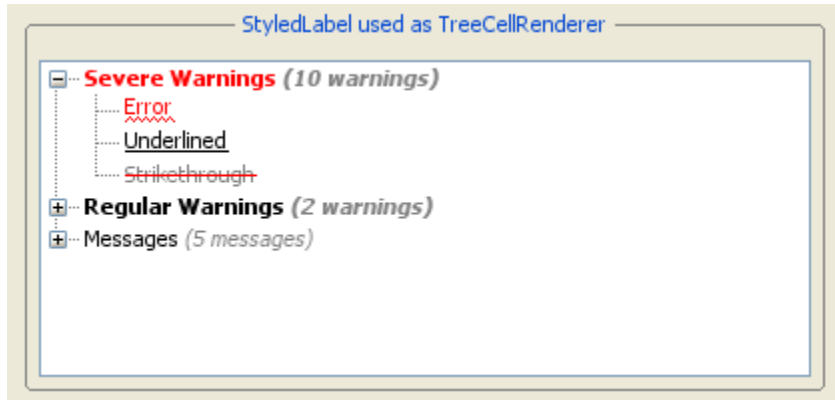 StyledLabel used as TreeCellRenderer
Severe Warnings (10 warnings)
Error
Underlined
Strikethrough
Regular Warnings (2 warnings)
Messages (5 messages)